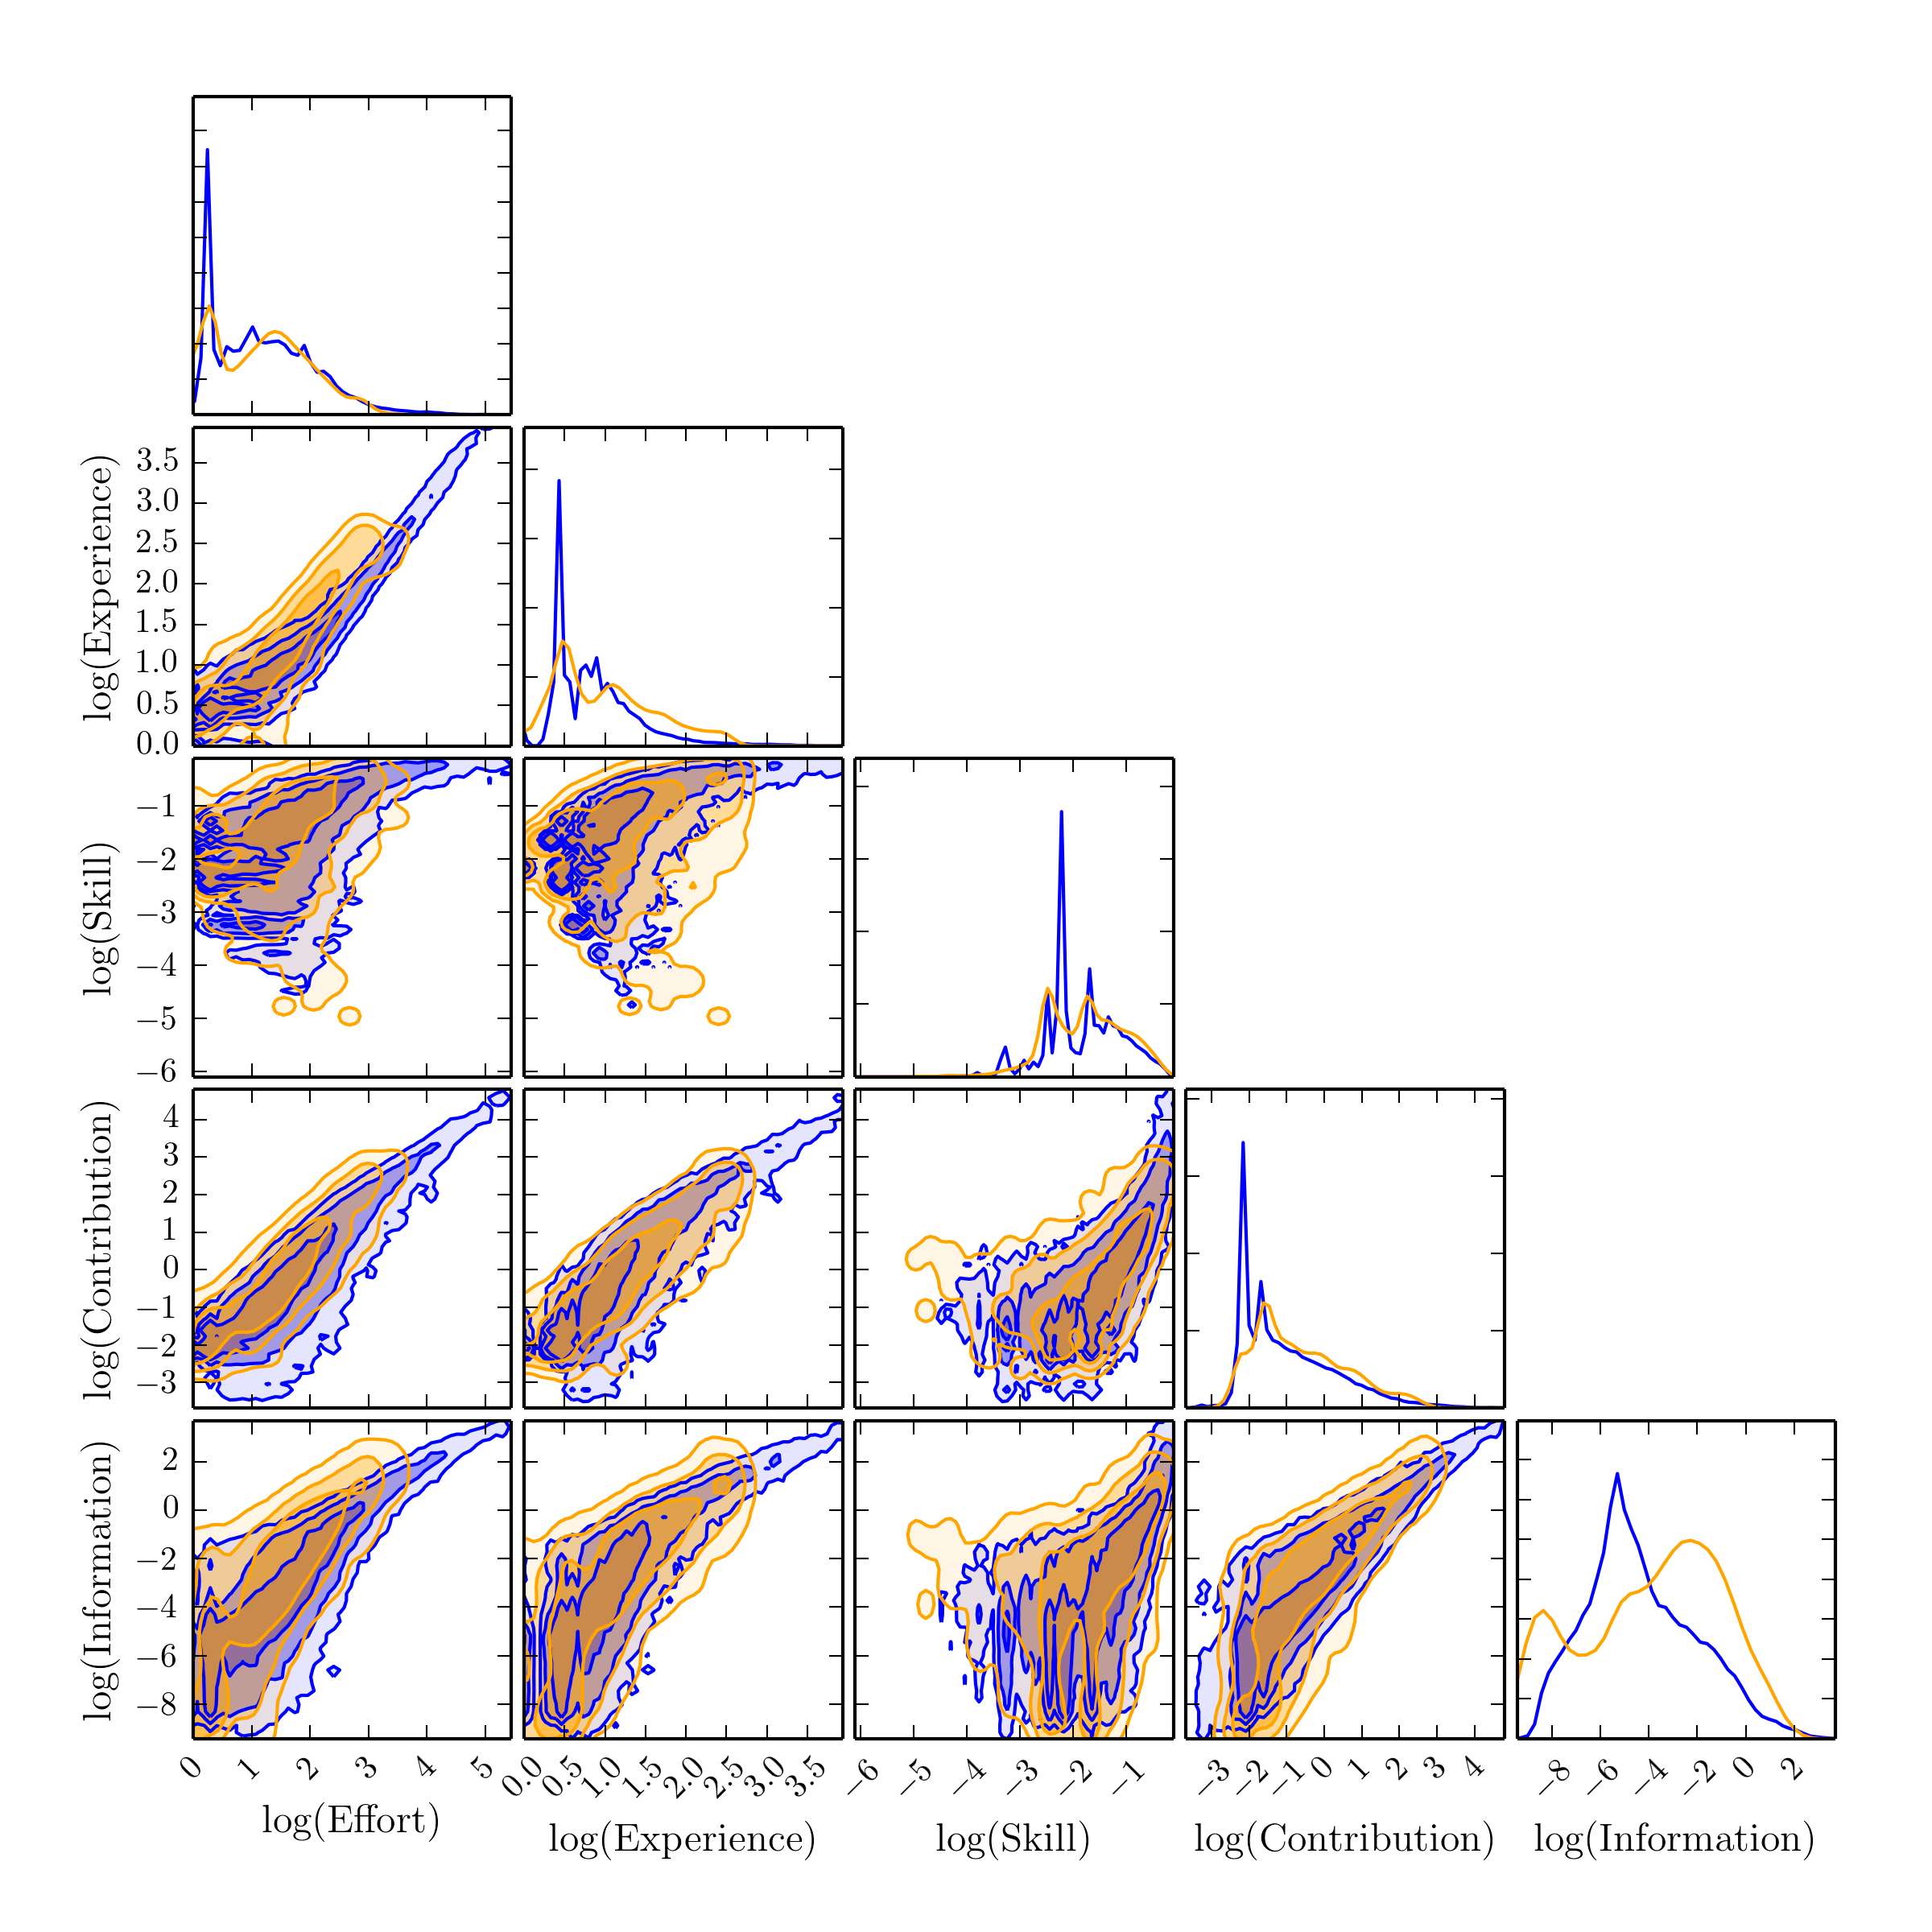 log(Experience)
3.5
3.0
2.5
2.0
1.5
1.0
0.5
0.0
log(Skill)
−1
−2
−3
−4
−5
−6
log(Contribution)
4
3
2
1
0
−1
−2
−3
log(Information)
2
0
−2
−4
−6
−8
0 1 2 3 4 5
0.0 0.5 1.0 1.5 2.0 2.5 3.0 3.5
−6 −5 −4 −3 −2 −1
−3 −2 −1 0 1 2 3 4
−8 −6 −4 −2 0 2
log(Effort)
log(Experience)
log(Skill)
log(Contribution)
log(Information)